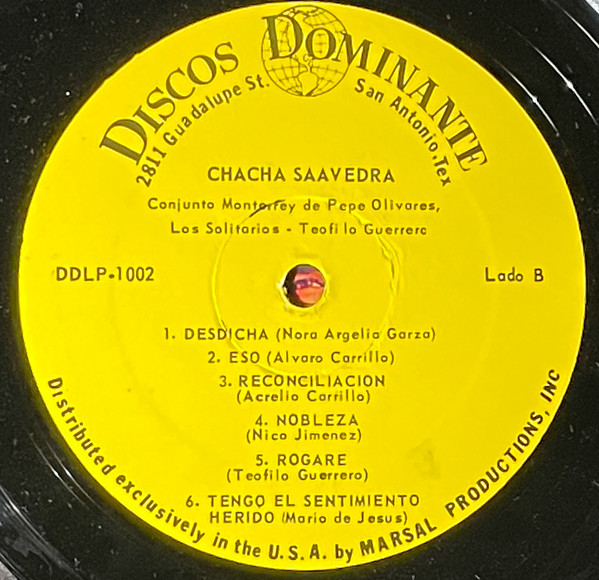 DISCOS DOMINANTE
2811 Guadalupe St. San Antonio, Tex
CHACHA SAAVEDRA
Conjunto Monterrey de Pepe Olivares,
Los Solitarios - Teofilo Guerrero
DDLP-1002
Lado B
1. DESDICHA (Nora Argelia Garza)
2. ESO (Alvaro Carrillo)
3. RECONCILIACION
(Acrelio Carrillo)
4. NOBLEZA
(Nico Jimenez)
5. ROGARE
(Teofilo Guerrero)
6. TENGO EL SENTIMIENTO
HERIDO (Mario de Jesus)
Distributed exclusively in the U.S.A. by MARSAL PRODUCTIONS, INC